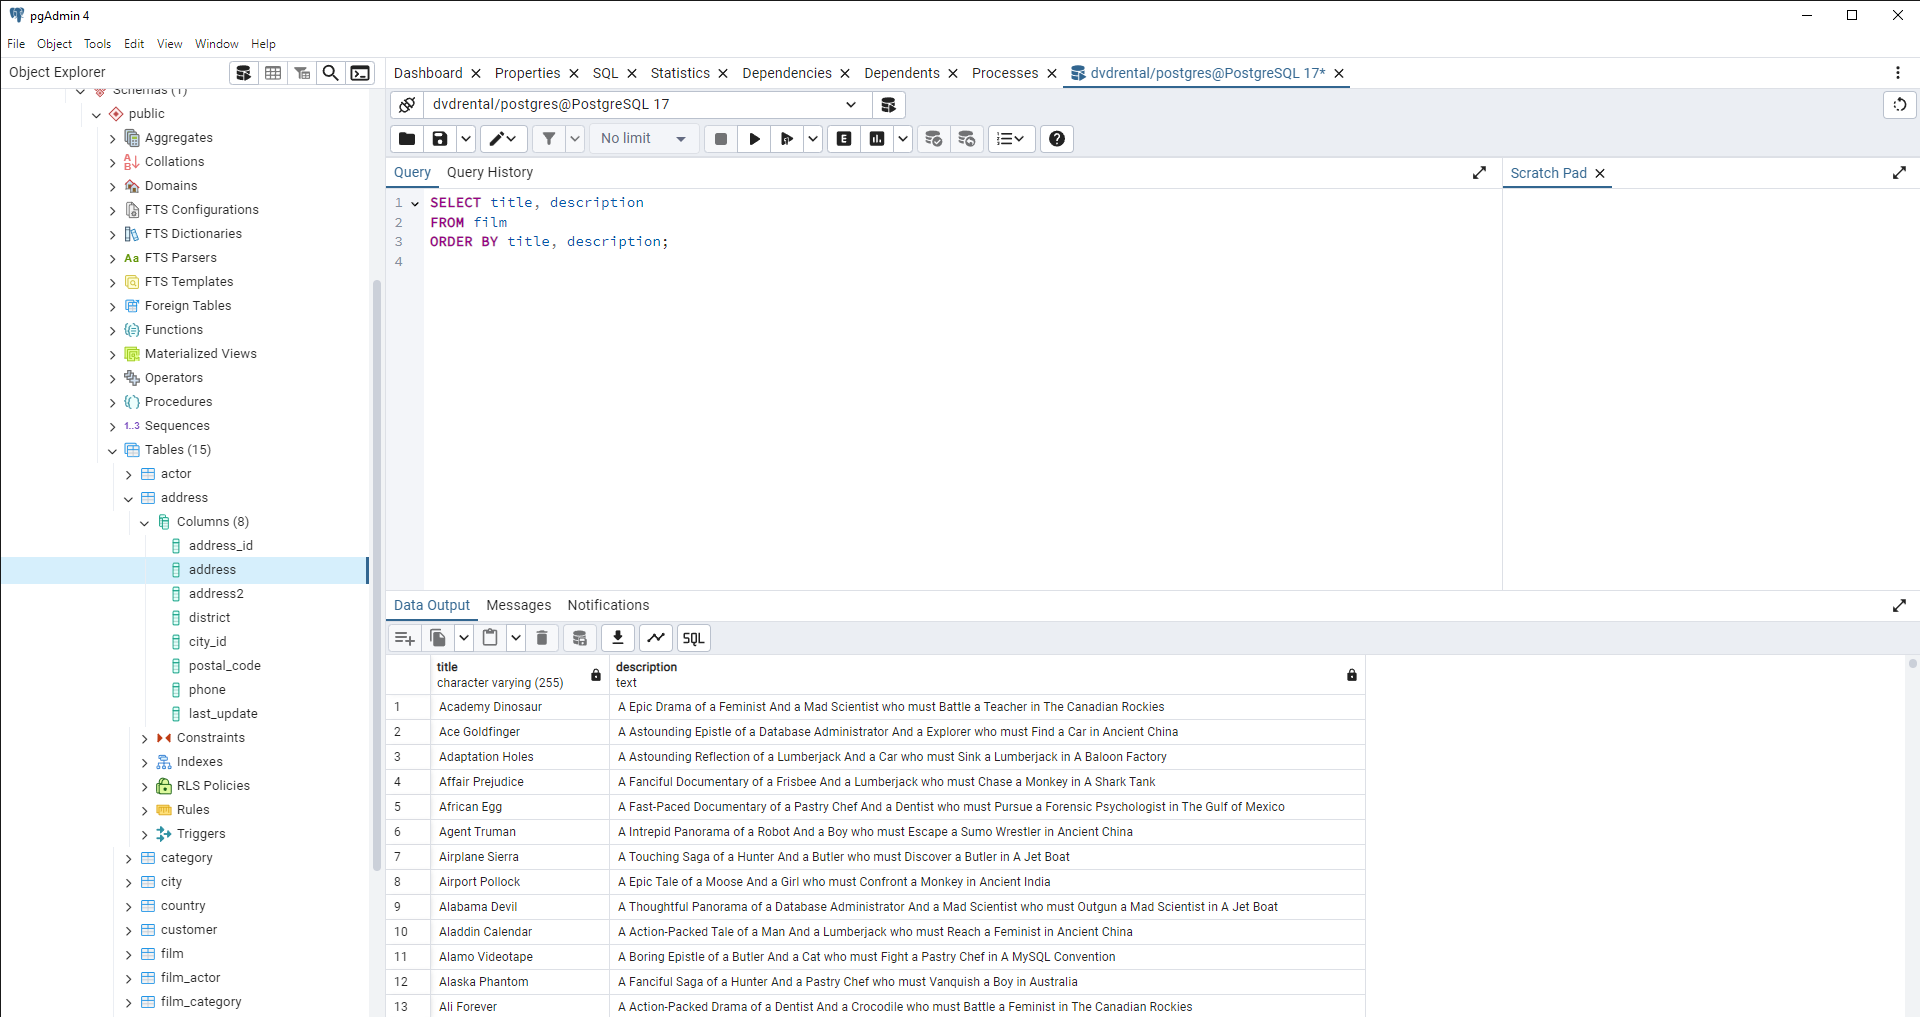 pgAdmin 4
File Object Tools Edit View Window Help
Object Explorer
Dashboard Properties SQL Statistics Dependencies Dependents Processes dvdrental/postgres@PostgreSQL 17*
Schemas (1)
public
Aggregates
Collations
Domains
FTS Configurations
FTS Dictionaries
Aa FTS Parsers
FTS Templates
Foreign Tables
Functions
Materialized Views
Operators
Procedures
1..3 Sequences
Tables (15)
actor
address
Columns (8)
address_id
address
address2
district
city_id
postal_code
phone
last_update
Constraints
Indexes
RLS Policies
Rules
Triggers
category
city
country
customer
film
film_actor
film_category
dvdrental/postgres@PostgreSQL 17
No limit
E
Query Query History
Scratch Pad
1 SELECT title, description
2 FROM film
3 ORDER BY title, description;
4
Data Output Messages Notifications
SQL
title description
character varying (255) text
1 Academy Dinosaur A Epic Drama of a Feminist And a Mad Scientist who must Battle a Teacher in The Canadian Rockies
2 Ace Goldfinger A Astounding Epistle of a Database Administrator And a Explorer who must Find a Car in Ancient China
3 Adaptation Holes A Astounding Reflection of a Lumberjack And a Car who must Sink a Lumberjack in A Baloon Factory
4 Affair Prejudice A Fanciful Documentary of a Frisbee And a Lumberjack who must Chase a Monkey in A Shark Tank
5 African Egg A Fast-Paced Documentary of a Pastry Chef And a Dentist who must Pursue a Forensic Psychologist in The Gulf of Mexico
6 Agent Truman A Intrepid Panorama of a Robot And a Boy who must Escape a Sumo Wrestler in Ancient China
7 Airplane Sierra A Touching Saga of a Hunter And a Butler who must Discover a Butler in A Jet Boat
8 Airport Pollock A Epic Tale of a Moose And a Girl who must Confront a Monkey in Ancient India
9 Alabama Devil A Thoughtful Panorama of a Database Administrator And a Mad Scientist who must Outgun a Mad Scientist in A Jet Boat
10 Aladdin Calendar A Action-Packed Tale of a Man And a Lumberjack who must Reach a Feminist in Ancient China
11 Alamo Videotape A Boring Epistle of a Butler And a Cat who must Fight a Pastry Chef in A MySQL Convention
12 Alaska Phantom A Fanciful Saga of a Hunter And a Pastry Chef who must Vanquish a Boy in Australia
13 Ali Forever A Action-Packed Drama of a Dentist And a Crocodile who must Battle a Feminist in The Canadian Rockies